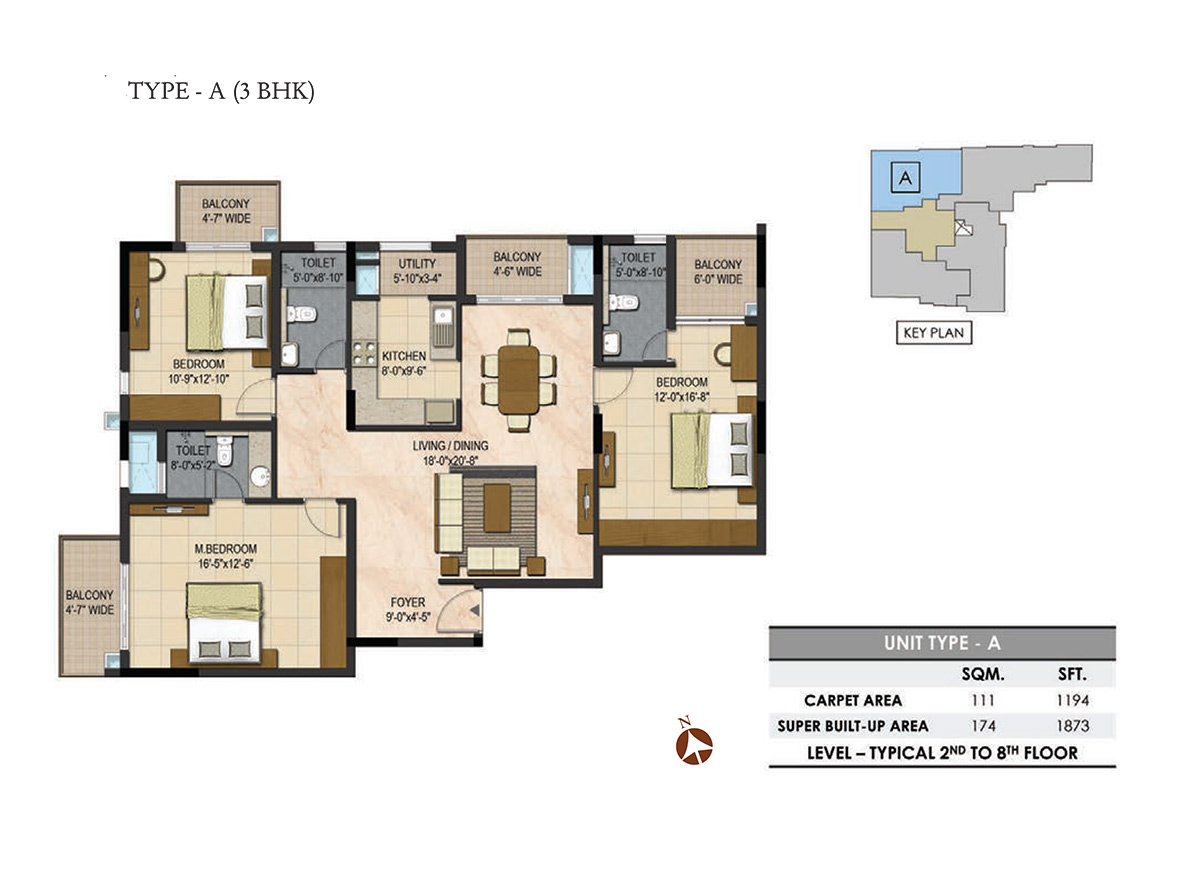 TYPE - A (3 BHK)
BALCONY
4'-7" WIDE
A
KEY PLAN
TOILET
5'-0"x8'-10"
UTILITY
5'-10"x3-4"
BALCONY
4'-6" WIDE
TOILET
5'-0"x8'-10"
BALCONY
6'-0" WIDE
BEDROOM
10'-9"x12'-10"
KITCHEN
8'-0"x9'-6"
BEDROOM
12'-0"x16'-8"
TOILET
8'-0"x5'-2"
LIVING / DINING
18'-0"x20'-8"
M.BEDROOM
16'-5"x12'-6"
BALCONY
4'-7" WIDE
FOYER
9'-0"x4'-5"
N
UNIT TYPE - A
SQM. SFT.
CARPET AREA 111 1194
SUPER BUILT-UP AREA 174 1873
LEVEL – TYPICAL 2ND TO 8TH FLOOR